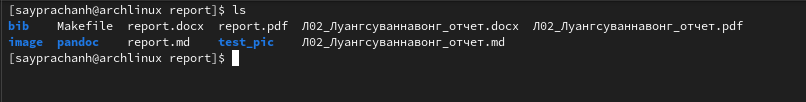 [sayprachanh@archlinux report]$ ls
bib Makefile report.docx report.pdf Л02_Луангсуваннавонг_отчет.docx Л02_Луангсуваннавонг_отчет.pdf
image pandoc report.md test_pic Л02_Луангсуваннавонг_отчет.md
[sayprachanh@archlinux report]$